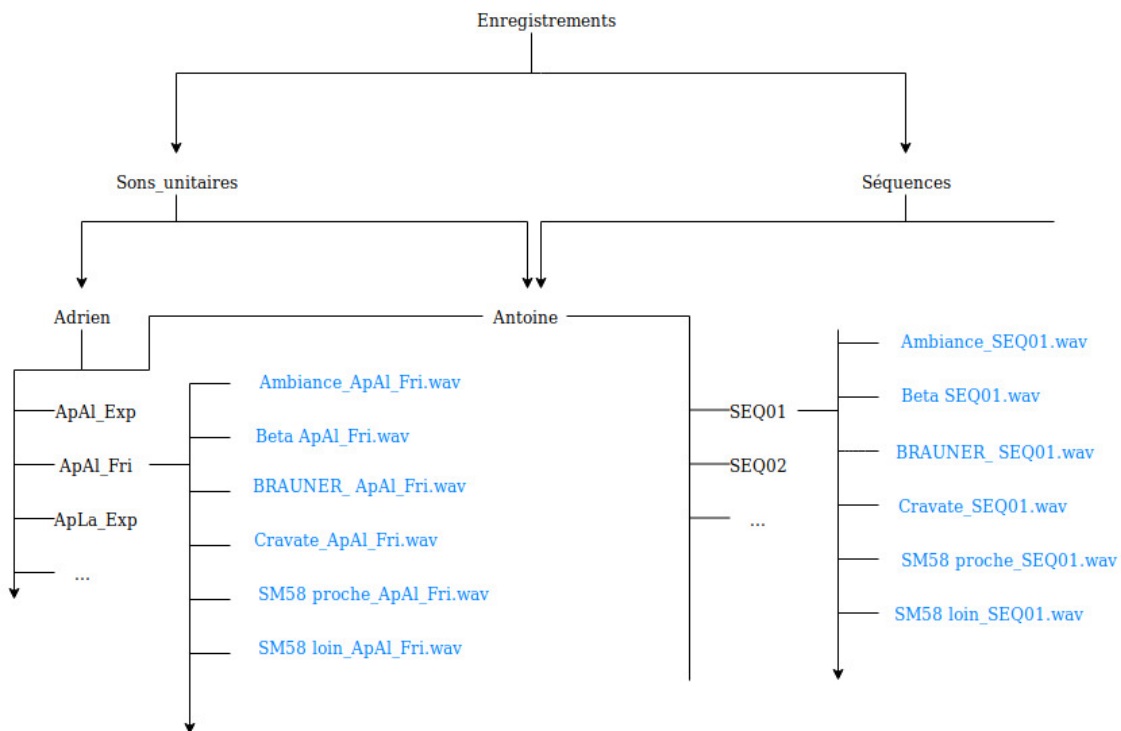 Enregistrements
Sons_unitaires
Séquences
Adrien
Antoine
ApAl_Exp
ApAl_Fri
ApLa_Exp
...
Ambiance_ApAl_Fri.wav
Beta ApAl_Fri.wav
BRAUNER_ ApAl_Fri.wav
Cravate_ApAl_Fri.wav
SM58 proche_ApAl_Fri.wav
SM58 loin_ApAl_Fri.wav
SEQ01
SEQ02
...
Ambiance_SEQ01.wav
Beta SEQ01.wav
BRAUNER_ SEQ01.wav
Cravate_SEQ01.wav
SM58 proche_SEQ01.wav
SM58 loin_SEQ01.wav